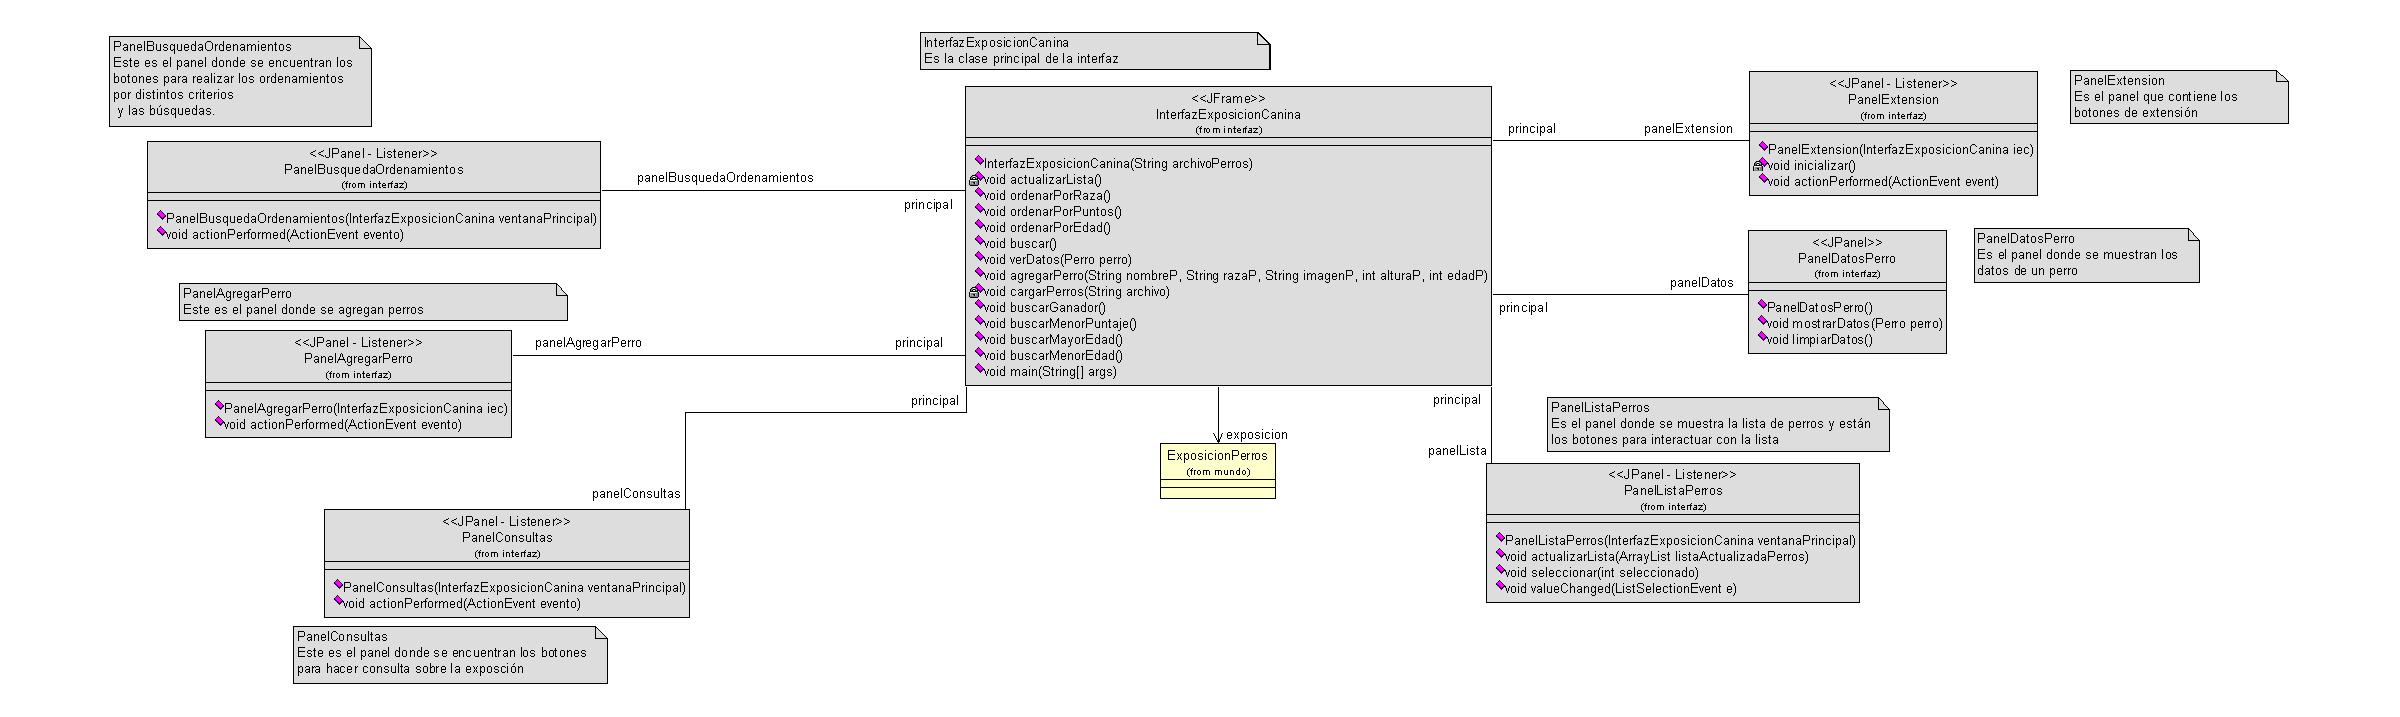 PanelBusquedaOrdenamientos
Este es el panel donde se encuentran los
botones para realizar los ordenamientos
por distintos criterios
y las búsquedas.
<<JPanel - Listener>>
PanelBusquedaOrdenamientos
(from interfaz)
PanelBusquedaOrdenamientos(InterfazExposicionCanina ventanaPrincipal)
void actionPerformed(ActionEvent evento)
panelBusquedaOrdenamientos
principal
PanelAgregarPerro
Este es el panel donde se agregan perros
<<JPanel - Listener>>
PanelAgregarPerro
(from interfaz)
PanelAgregarPerro(InterfazExposicionCanina iec)
void actionPerformed(ActionEvent evento)
panelAgregarPerro
principal
principal
panelConsultas
<<JPanel - Listener>>
PanelConsultas
(from interfaz)
PanelConsultas(InterfazExposicionCanina ventanaPrincipal)
void actionPerformed(ActionEvent evento)
PanelConsultas
Este es el panel donde se encuentran los botones
para hacer consulta sobre la exposción
InterfazExposicionCanina
Es la clase principal de la interfaz
<<JFrame>>
InterfazExposicionCanina
(from interfaz)
InterfazExposicionCanina(String archivoPerros)
void actualizarLista()
void ordenarPorRaza()
void ordenarPorPuntos()
void ordenarPorEdad()
void buscar()
void verDatos(Perro perro)
void agregarPerro(String nombreP, String razaP, String imagenP, int alturaP, int edadP)
void cargarPerros(String archivo)
void buscarGanador()
void buscarMenorPuntaje()
void buscarMayorEdad()
void buscarMenorEdad()
void main(String[] args)
exposicion
ExposicionPerros
(from mundo)
principal
panelExtension
<<JPanel - Listener>>
PanelExtension
(from interfaz)
PanelExtension(InterfazExposicionCanina iec)
void inicializar()
void actionPerformed(ActionEvent event)
PanelExtension
Es el panel que contiene los
botones de extensión
panelDatos
principal
<<JPanel>>
PanelDatosPerro
(from interfaz)
PanelDatosPerro()
void mostrarDatos(Perro perro)
void limpiarDatos()
PanelDatosPerro
Es el panel donde se muestran los
datos de un perro
principal
panelLista
PanelListaPerros
Es el panel donde se muestra la lista de perros y están
los botones para interactuar con la lista
<<JPanel - Listener>>
PanelListaPerros
(from interfaz)
PanelListaPerros(InterfazExposicionCanina ventanaPrincipal)
void actualizarLista(ArrayList listaActualizadaPerros)
void seleccionar(int seleccionado)
void valueChanged(ListSelectionEvent e)